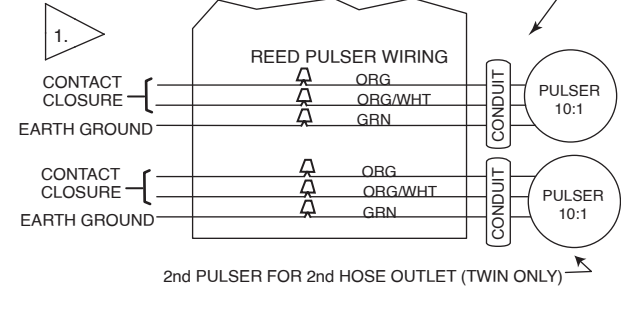 1.
REED PULSER WIRING
CONTACT
CLOSURE
ORG
ORG/WHT
EARTH GROUND
GRN
CONDUIT
PULSER
10:1
CONTACT
CLOSURE
ORG
ORG/WHT
EARTH GROUND
GRN
CONDUIT
PULSER
10:1
2nd PULSER FOR 2nd HOSE OUTLET (TWIN ONLY)